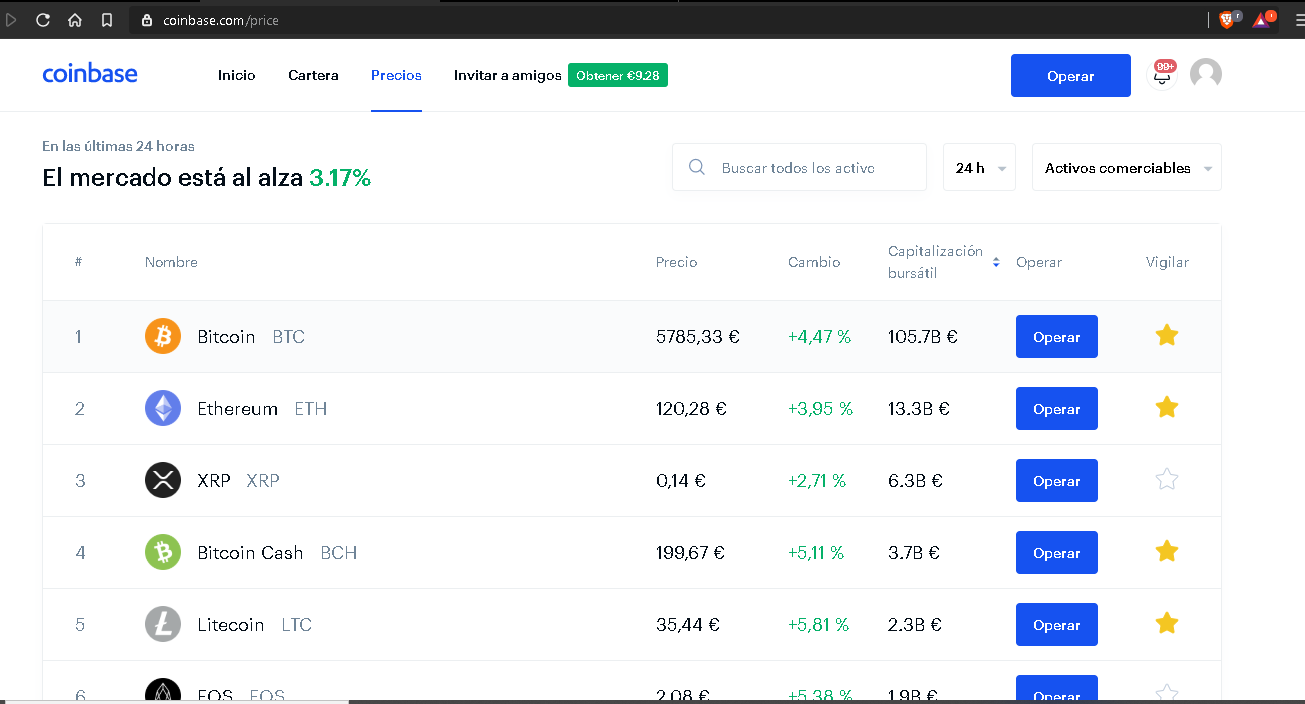 coinbase.com/price
coinbase Inicio Cartera Precios Invitar a amigos Obtener €9.28 Operar 99+
En las últimas 24 horas
El mercado está al alza 3.17%
Buscar todos los activo 24 h Activos comerciables
# Nombre Precio Cambio Capitalización bursátil Operar Vigilar
1 Bitcoin BTC 5785,33 € +4,47 % 105.7B € Operar
2 Ethereum ETH 120,28 € +3,95 % 13.3B € Operar
3 XRP XRP 0,14 € +2,71 % 6.3B € Operar
4 Bitcoin Cash BCH 199,67 € +5,11 % 3.7B € Operar
5 Litecoin LTC 35,44 € +5,81 % 2.3B € Operar
6 EOS EOS 2,08 € +5,38 % 1.9B € Operar